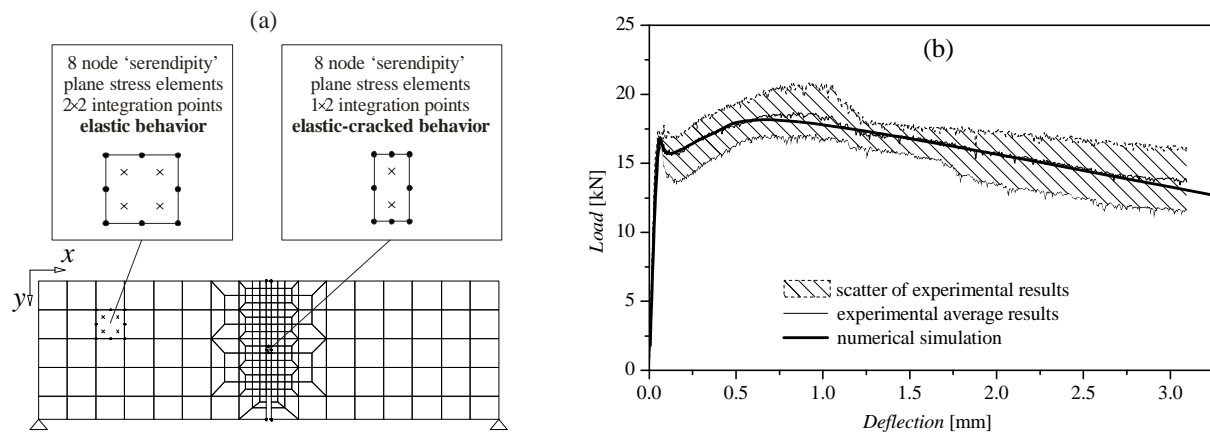 (a)
8 node ‘serendipity’
plane stress elements
2×2 integration points
elastic behavior
8 node ‘serendipity’
plane stress elements
1×2 integration points
elastic-cracked behavior
x
y
(b)
Load [kN]
25
20
15
10
5
0
scatter of experimental results
experimental average results
numerical simulation
0.0 0.5 1.0 1.5 2.0 2.5 3.0
Deflection [mm]